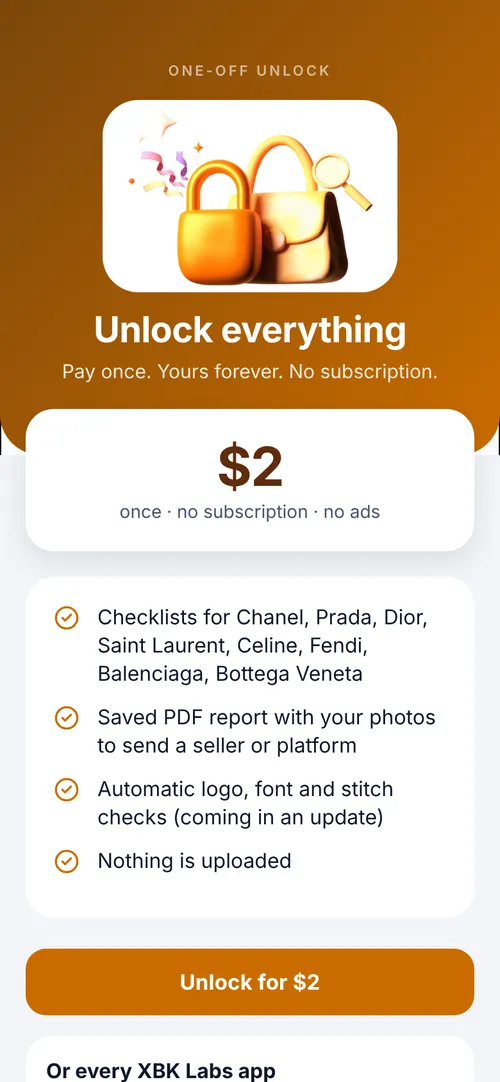 ONE-OFF UNLOCK
Unlock everything
Pay once. Yours forever. No subscription.
$2
once · no subscription · no ads
Checklists for Chanel, Prada, Dior,
Saint Laurent, Celine, Fendi,
Balenciaga, Bottega Veneta
Saved PDF report with your photos
to send a seller or platform
Automatic logo, font and stitch
checks (coming in an update)
Nothing is uploaded
Unlock for $2
Or every XBK Labs app